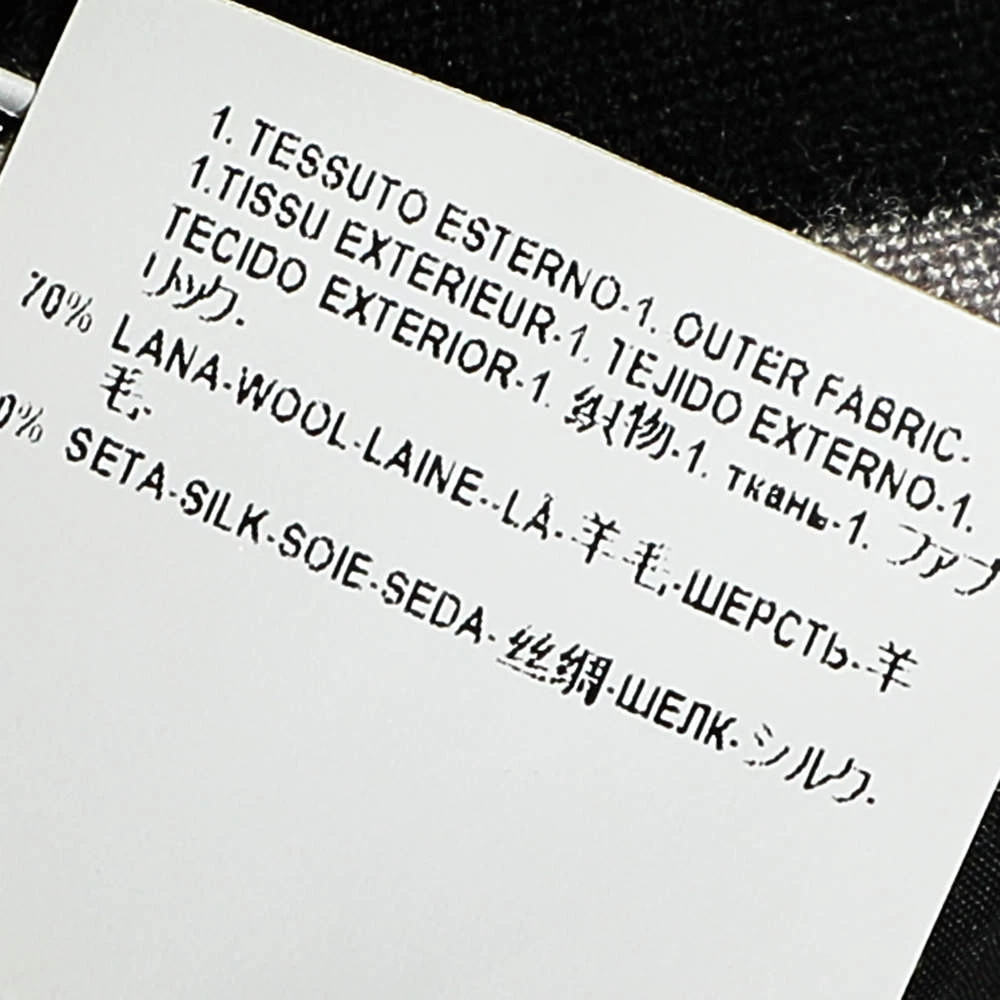 1. TESSUTO ESTERNO-1. OUTER FABRIC-
1.TISSU EXTERIEUR-1. TEJIDO EXTERNO-1.
TECIDO EXTERIOR-1. 织物-1. ткань-1. ファブ
リック.
70% LANA-WOOL-LAINE--LÃ-羊毛-ШЕРСТЬ-羊
毛.
0% SETA-SILK-SOIE-SEDA-丝绸-ШЕЛК-シルク.